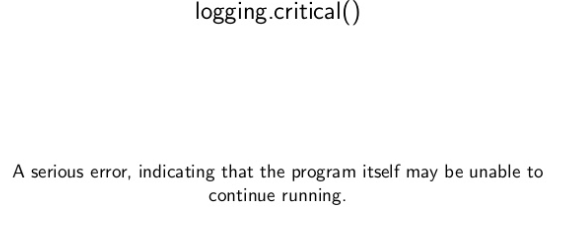 logging.critical()
A serious error, indicating that the program itself may be unable to
continue running.